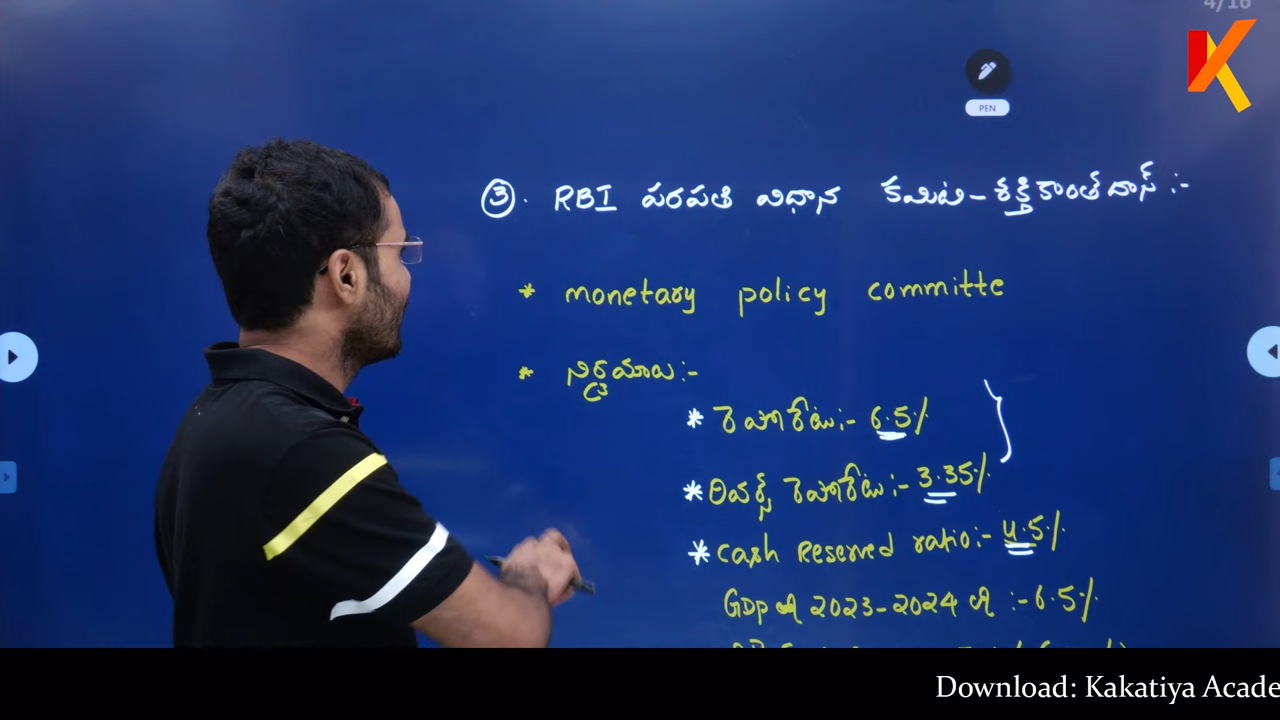 4/16
PEN
③. RBI పరపతి విధాన కమిటి - శక్తికాంత దాస్ :-
* monetary policy committe
* నిర్ణయాలు:-
* రెపోరేటు:- 6.5%
* రివర్స్ రెపోరేటు:- 3.35%
* Cash Reserved ratio:- 4.5%
GDP 2023-2024 :- 6.5%
Download: Kakatiya Acade